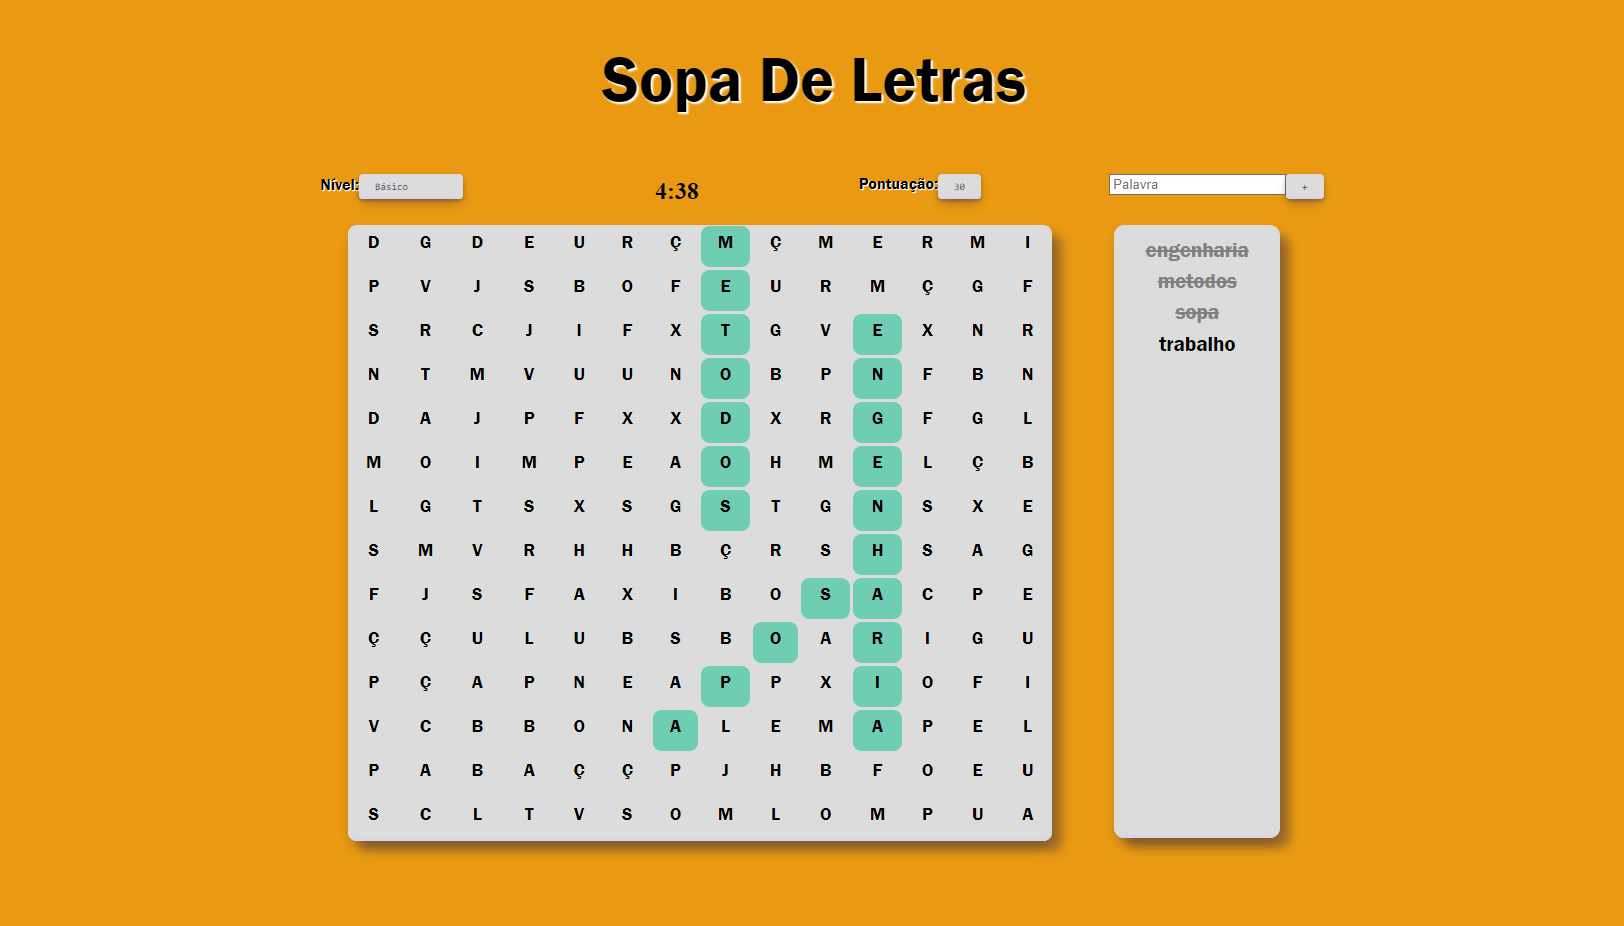 Sopa De Letras
Nível: Básico 4:38 Pontuação: 30 Palavra +
D G D E U R Ç M Ç M E R M I
P V J S B O F E U R M Ç G F
S R C J I F X T G V E X N R
N T M V U U N O B P N F B N
D A J P F X X D X R G F G L
M O I M P E A O H M E L Ç B
L G T S X S G S T G N S X E
S M V R H H B Ç R S H S A G
F J S F A X I B O S A C P E
Ç Ç U L U B S B O A R I G U
P Ç A P N E A P P X I O F I
V C B B O N A L E M A P E L
P A B A Ç Ç P J H B F O E U
S C L T V S O M L O M P U A
engenharia
metodos
sopa
trabalho